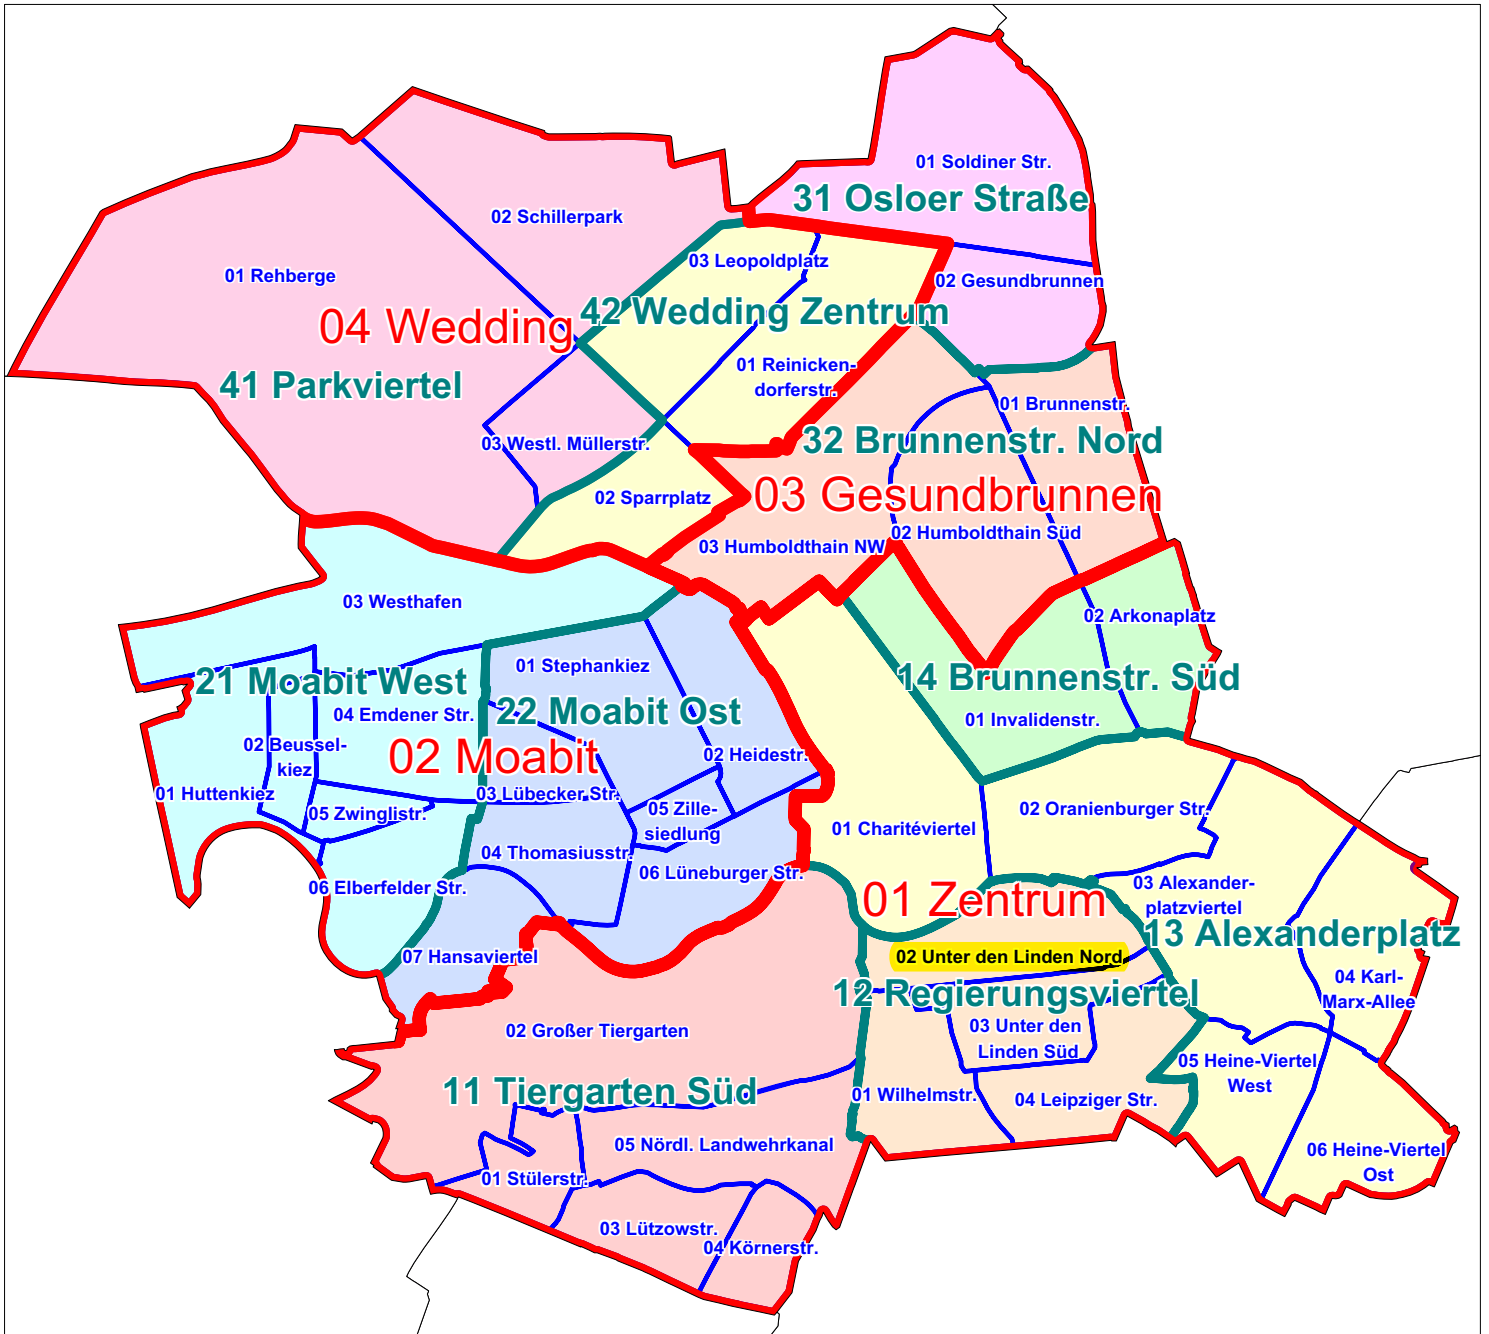 01 Soldiner Str.
31 Osloer Straße
02 Schillerpark
03 Leopoldplatz
01 Rehberge
02 Gesundbrunnen
04 Wedding
42 Wedding Zentrum
41 Parkviertel
01 Reinicken-
dorferstr.
01 Brunnenstr.
03 Westl. Müllerstr.
32 Brunnenstr. Nord
02 Sparrplatz
03 Gesundbrunnen
03 Humboldthain NW
02 Humboldthain Süd
03 Westhafen
02 Arkonaplatz
01 Stephankiez
21 Moabit West
14 Brunnenstr. Süd
04 Emdener Str.
22 Moabit Ost
01 Invalidenstr.
02 Beussel-
kiez
02 Moabit
02 Heidestr.
01 Huttenkiez
03 Lübecker Str.
05 Zwinglistr.
05 Zille-
siedlung
02 Oranienburger Str.
01 Charitéviertel
04 Thomasiusstr.
06 Lüneburger Str.
06 Elberfelder Str.
03 Alexander-
platzviertel
01 Zentrum
13 Alexanderplatz
07 Hansaviertel
02 Unter den Linden Nord
12 Regierungsviertel
04 Karl-
Marx-Allee
02 Großer Tiergarten
03 Unter den
Linden Süd
05 Heine-Viertel
West
11 Tiergarten Süd
01 Wilhelmstr.
04 Leipziger Str.
05 Nördl. Landwehrkanal
06 Heine-Viertel
Ost
01 Stülerstr.
03 Lützowstr.
04 Körnerstr.